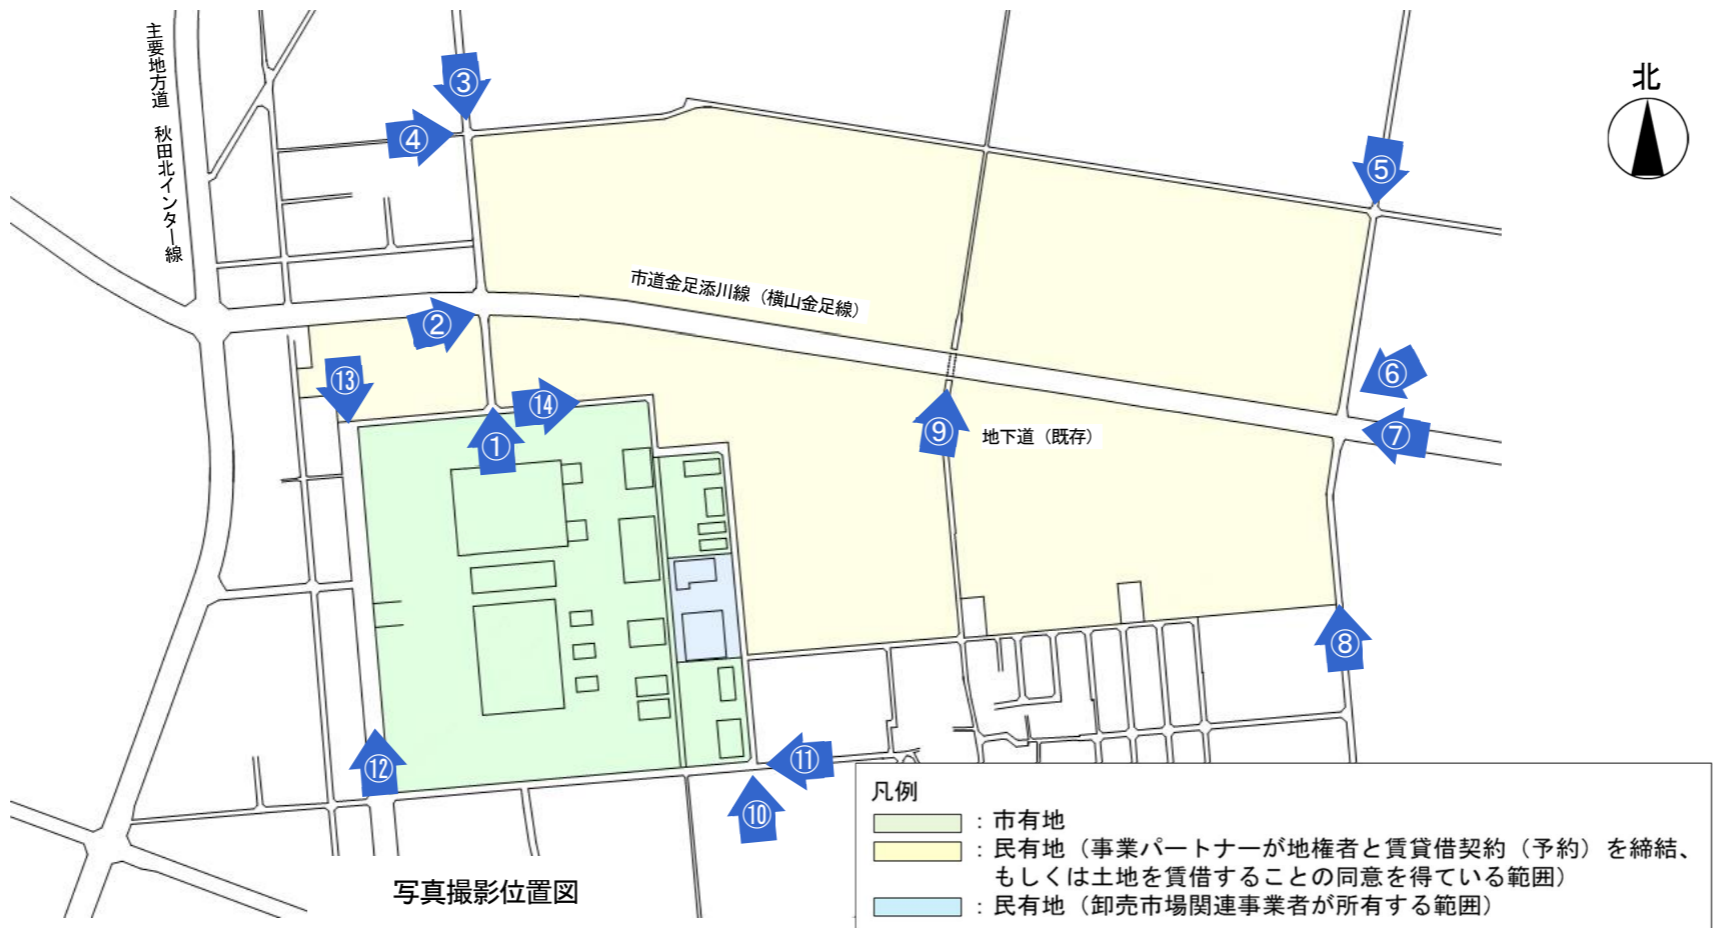 主要地方道　秋田北インター線
北
③
④
⑤
市道金足添川線（横山金足線）
②
⑥
⑬
⑭
①
⑨
地下道（既存）
⑦
⑧
⑫
⑪
⑩
写真撮影位置図
凡例
：市有地
：民有地（事業パートナーが地権者と賃貸借契約（予約）を締結、
もしくは土地を賃借することの同意を得ている範囲）
：民有地（卸売市場関連事業者が所有する範囲）